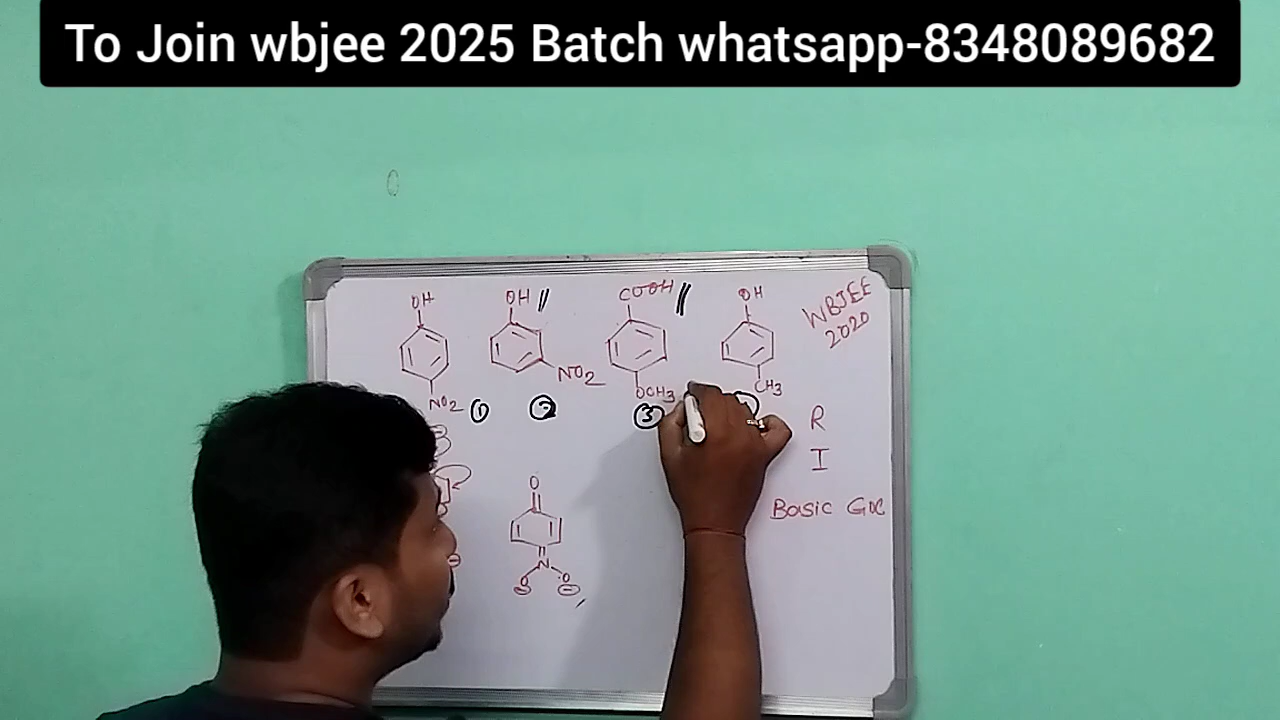 To Join wbjee 2025 Batch whatsapp-8348089682
OH
OH
COOH
OH
WBJEE
2020
NO2
OCH3
CH3
NO2
1
2
3
R
I
Basic GOC
O
N
O
O